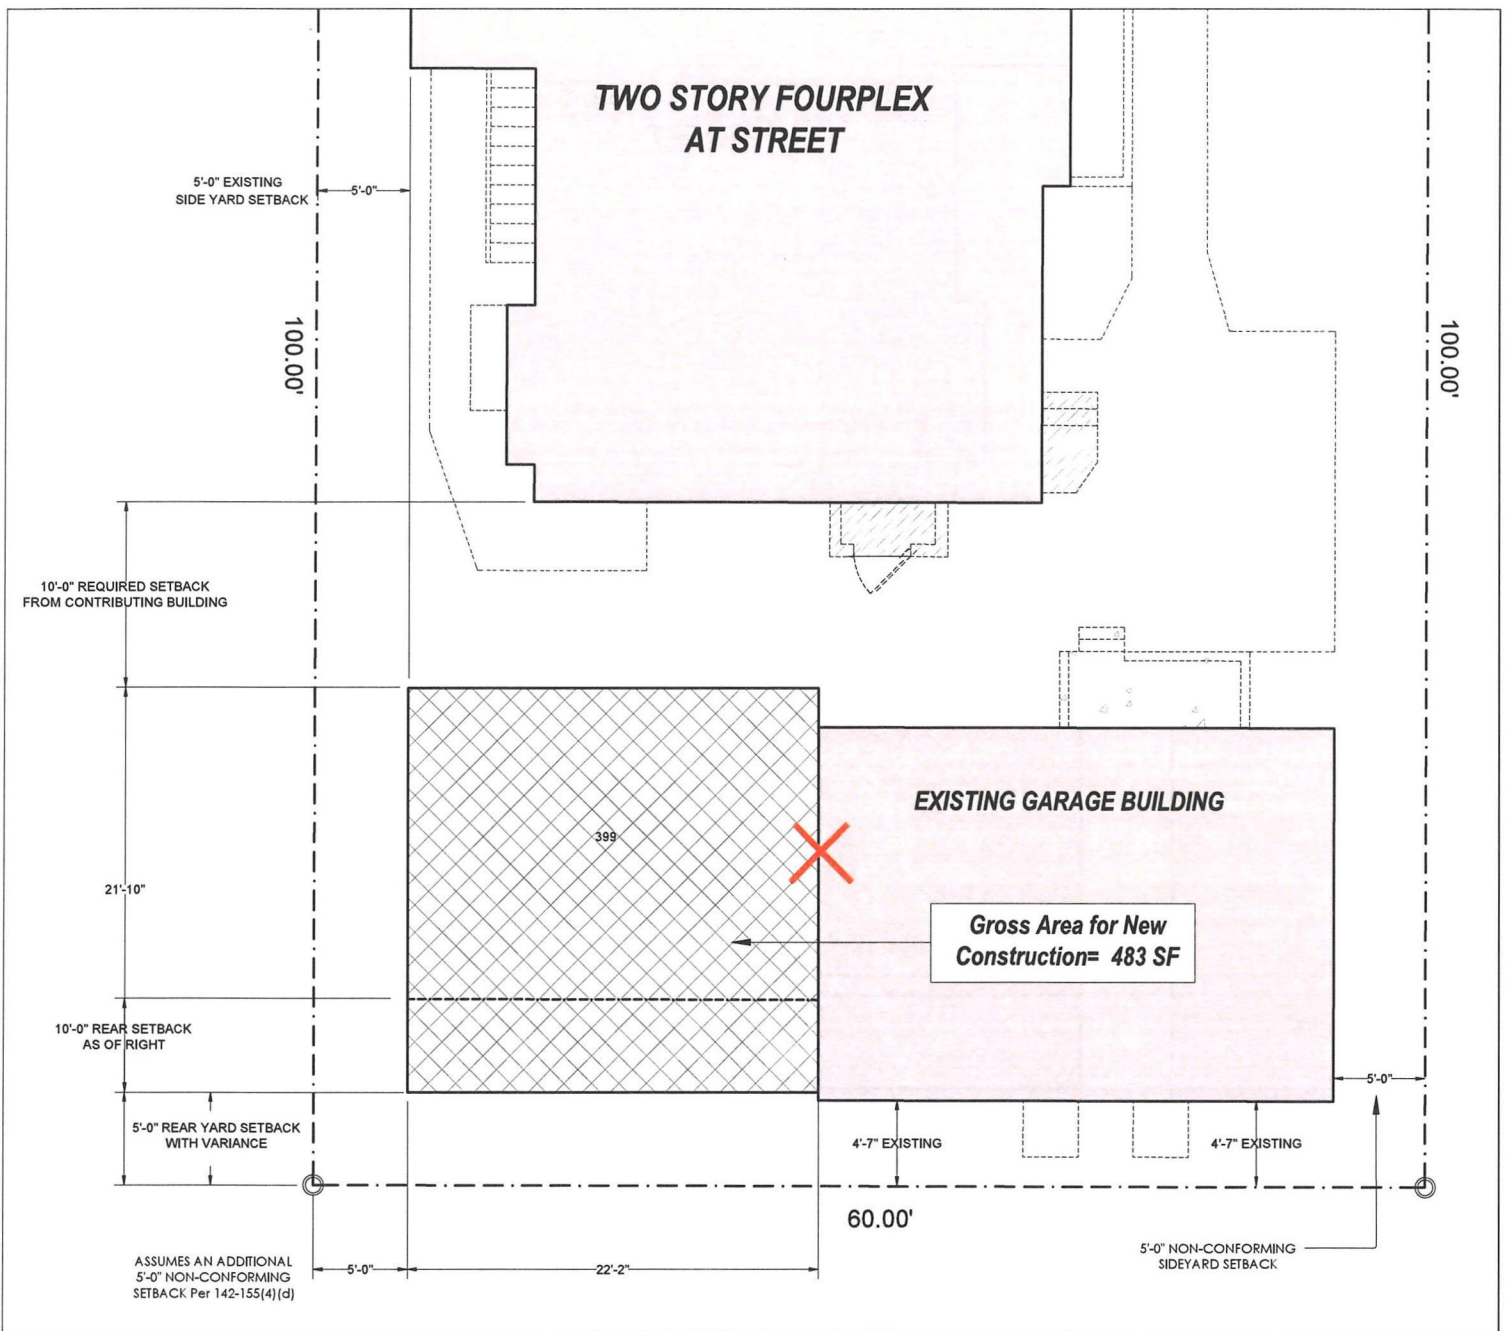 TWO STORY FOURPLEX
AT STREET
5'-0" EXISTING
SIDE YARD SETBACK
5'-0"
100.00'
100.00'
10'-0" REQUIRED SETBACK
FROM CONTRIBUTING BUILDING
EXISTING GARAGE BUILDING
399
21'-10"
Gross Area for New
Construction= 483 SF
10'-0" REAR SETBACK
AS OF RIGHT
5'-0"
5'-0" REAR YARD SETBACK
WITH VARIANCE
4'-7" EXISTING
4'-7" EXISTING
60.00'
5'-0" NON-CONFORMING
SIDEYARD SETBACK
ASSUMES AN ADDITIONAL
5'-0" NON-CONFORMING
SETBACK Per 142-155(4)(d)
5'-0"
22'-2"